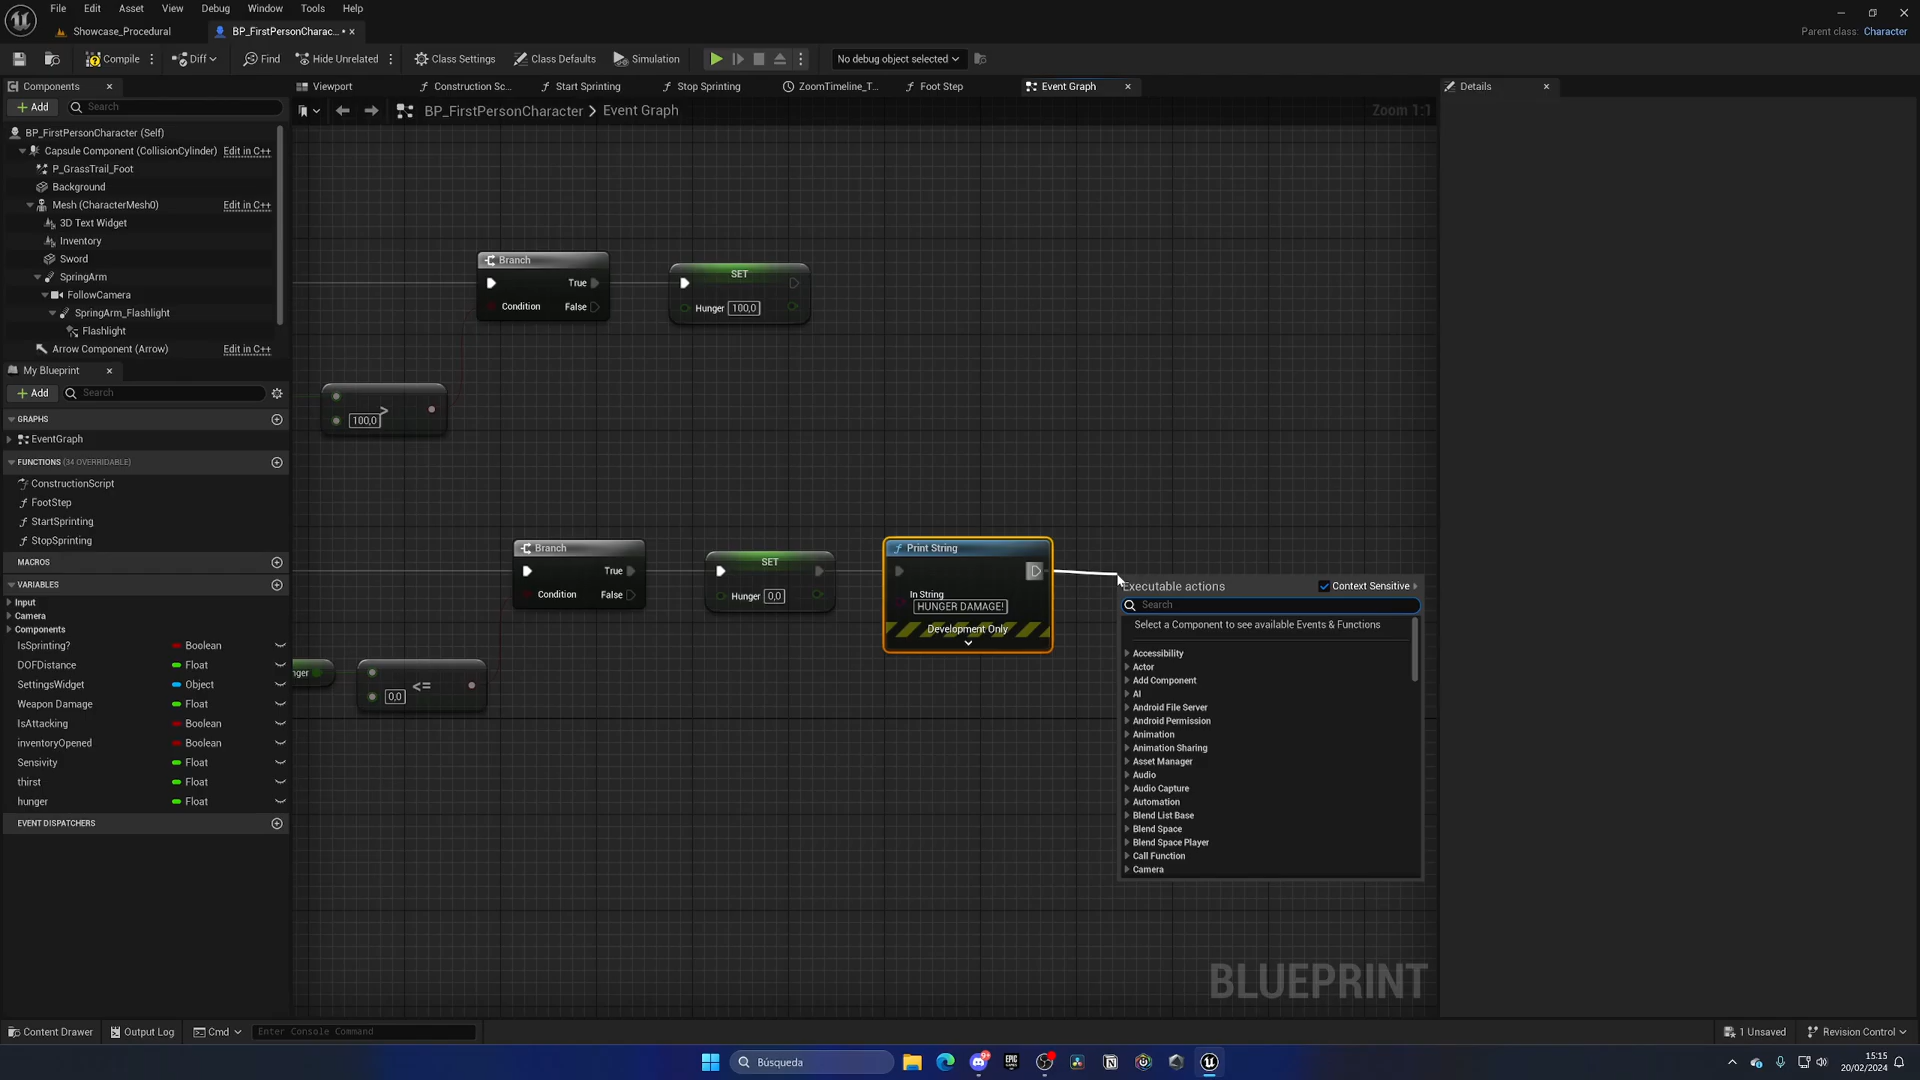 File Edit Asset View Debug Window Tools Help
Showcase_Procedural
BP_FirstPersonCharac... •
Parent class: Character
Compile Diff Find Hide Unrelated Class Settings Class Defaults Simulation No debug object selected
Components
Viewport Construction Sc... Start Sprinting Stop Sprinting ZoomTimeline_T... Foot Step Event Graph
Details
Add Search
BP_FirstPersonCharacter > Event Graph
Zoom 1:1
BP_FirstPersonCharacter (Self)
Capsule Component (CollisionCylinder) Edit in C++
P_GrassTrail_Foot
Background
Mesh (CharacterMesh0) Edit in C++
3D Text Widget
Inventory
Sword
SpringArm
FollowCamera
SpringArm_Flashlight
Flashlight
Arrow Component (Arrow) Edit in C++
My Blueprint
Add Search
GRAPHS
EventGraph
FUNCTIONS (34 OVERRIDABLE)
ConstructionScript
FootStep
StartSprinting
StopSprinting
MACROS
VARIABLES
Input
Camera
Components
IsSprinting? Boolean
DOFDistance Float
SettingsWidget Object
Weapon Damage Float
IsAttacking Boolean
inventoryOpened Boolean
Sensivity Float
thirst Float
hunger Float
EVENT DISPATCHERS
Branch
True
Condition False
SET
Hunger 100,0
>
100,0
Branch
True
Condition False
SET
Hunger 0,0
Print String
In String
HUNGER DAMAGE!
Development Only
nger
<=
0,0
Executable actions Context Sensitive
Search
Select a Component to see available Events & Functions
Accessibility
Actor
Add Component
AI
Android File Server
Android Permission
Animation
Animation Sharing
Asset Manager
Audio
Audio Capture
Automation
Blend List Base
Blend Space
Blend Space Player
Call Function
Camera
BLUEPRINT
Content Drawer Output Log Cmd Enter Console Command
1 Unsaved Revision Control
Búsqueda
EPIC GAMES
15:15
20/02/2024